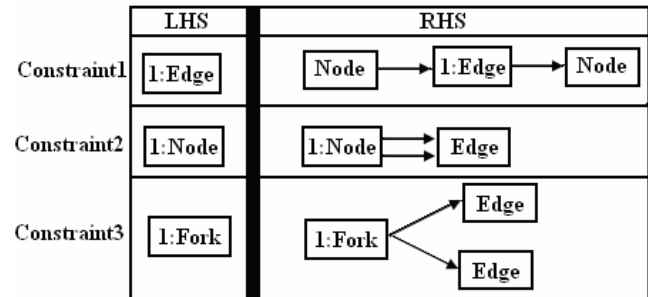 LHS RHS
Constraint1 1:Edge Node 1:Edge Node
Constraint2 1:Node 1:Node Edge
Edge
Constraint3 1:Fork 1:Fork
Edge